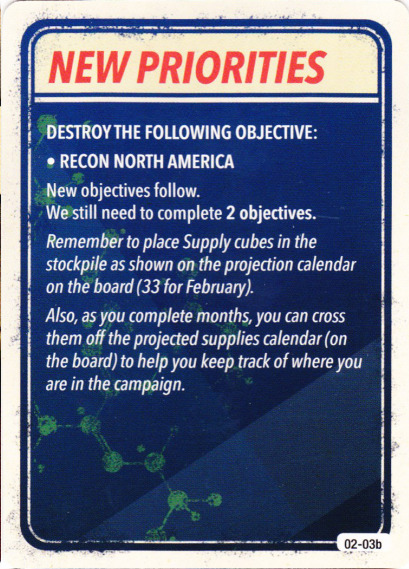 NEW PRIORITIES
DESTROY THE FOLLOWING OBJECTIVE:
• RECON NORTH AMERICA
New objectives follow.
We still need to complete 2 objectives.
Remember to place Supply cubes in the
stockpile as shown on the projection calendar
on the board (33 for February).
Also, as you complete months, you can cross
them off the projected supplies calendar (on
the board) to help you keep track of where you
are in the campaign.
02-03b